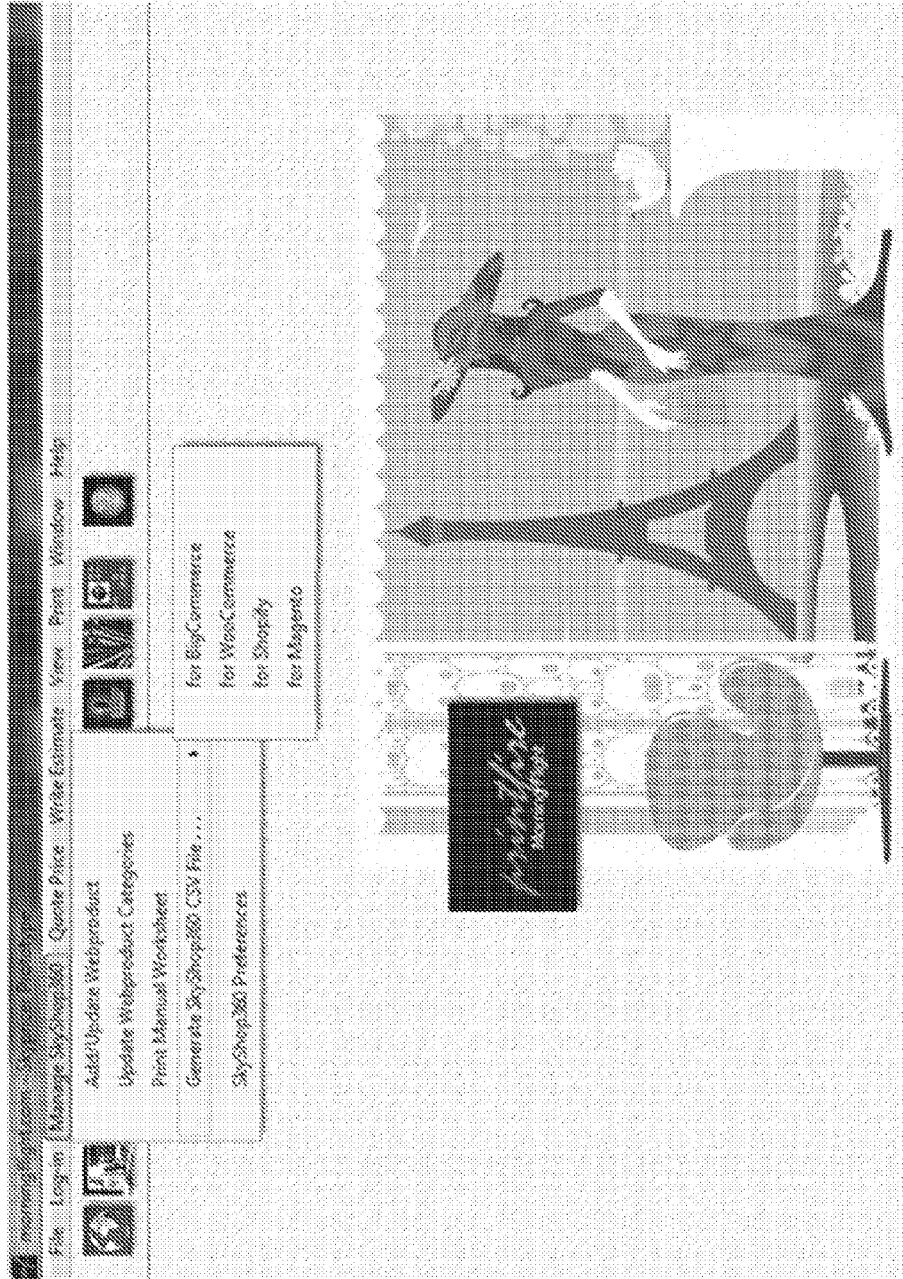 File Log-in Manage SkyShop360 Quote Price Write Estimate View Print Window Help
Add/Update Webproduct
Update Webproduct Categories
Print Manual Worksheet
Generate SkyShop360 CSV File...
SkyShop360 Preferences
for BigCommerce
for WooCommerce
for Shopify
for Magento